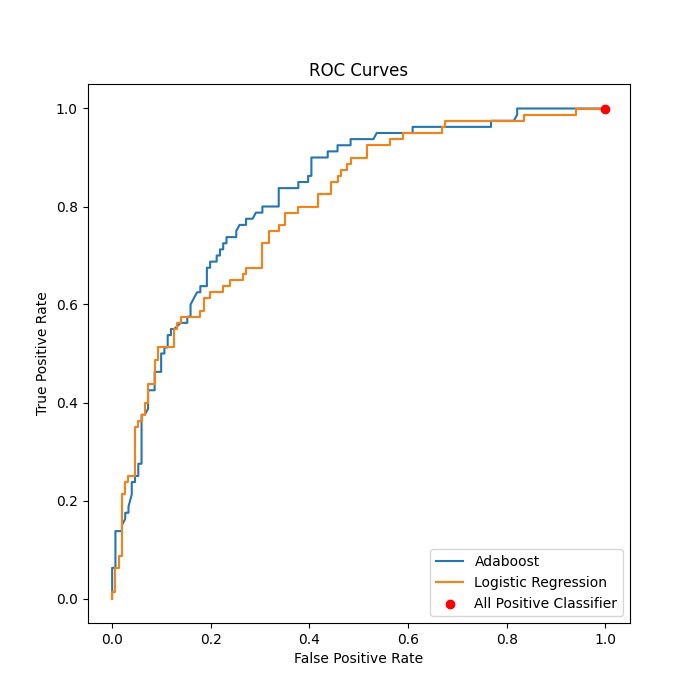 ROC Curves
True Positive Rate
1.0
0.8
0.6
0.4
0.2
0.0
0.0 0.2 0.4 0.6 0.8 1.0
False Positive Rate
Adaboost
Logistic Regression
All Positive Classifier